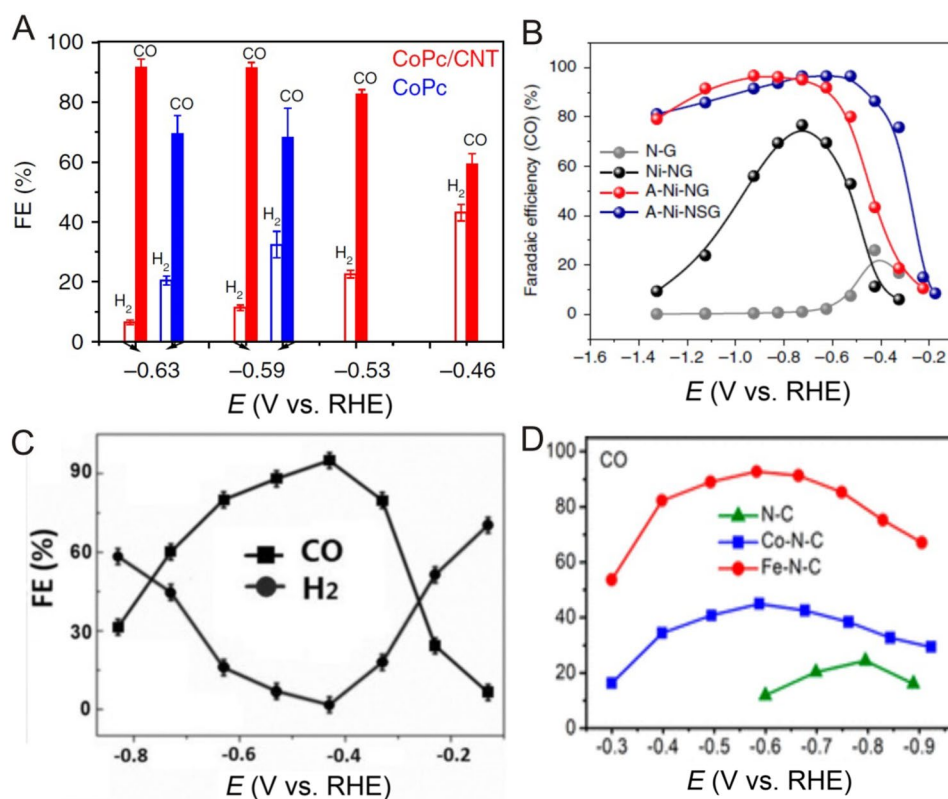 A
100
80
60
40
20
0
FE (%)
CoPc/CNT
CoPc
CO
CO
CO
CO
CO
CO
H2
H2
H2
H2
H2
H2
−0.63
−0.59
−0.53
−0.46
E (V vs. RHE)
B
100
80
60
40
20
0
Faradaic efficiency (CO) (%)
N-G
Ni-NG
A-Ni-NG
A-Ni-NSG
−1.6
−1.4
−1.2
−1.0
−0.8
−0.6
−0.4
−0.2
E (V vs. RHE)
C
90
60
30
0
FE (%)
CO
H2
-0.8
-0.6
-0.4
-0.2
E (V vs. RHE)
D
100
80
60
40
20
0
CO
N-C
Co-N-C
Fe-N-C
-0.3
-0.4
-0.5
-0.6
-0.7
-0.8
-0.9
E (V vs. RHE)